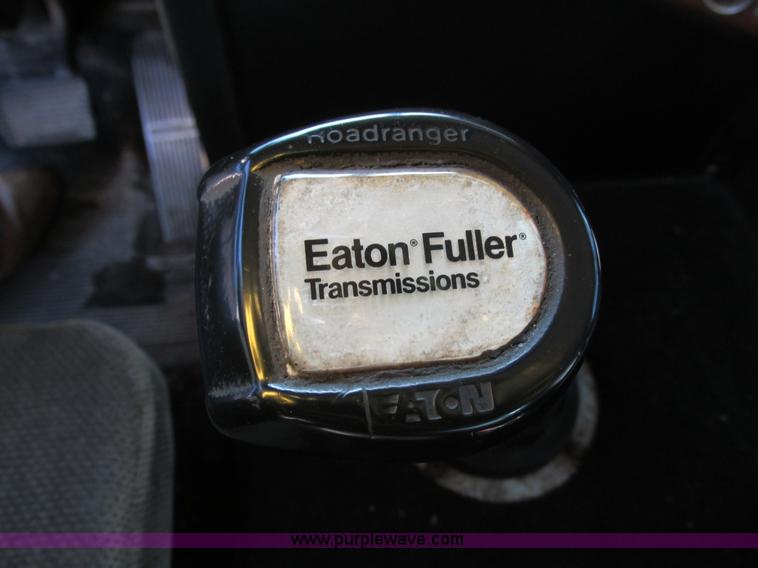 Roadranger
Eaton® Fuller®
Transmissions
EATON
www.purplewave.com